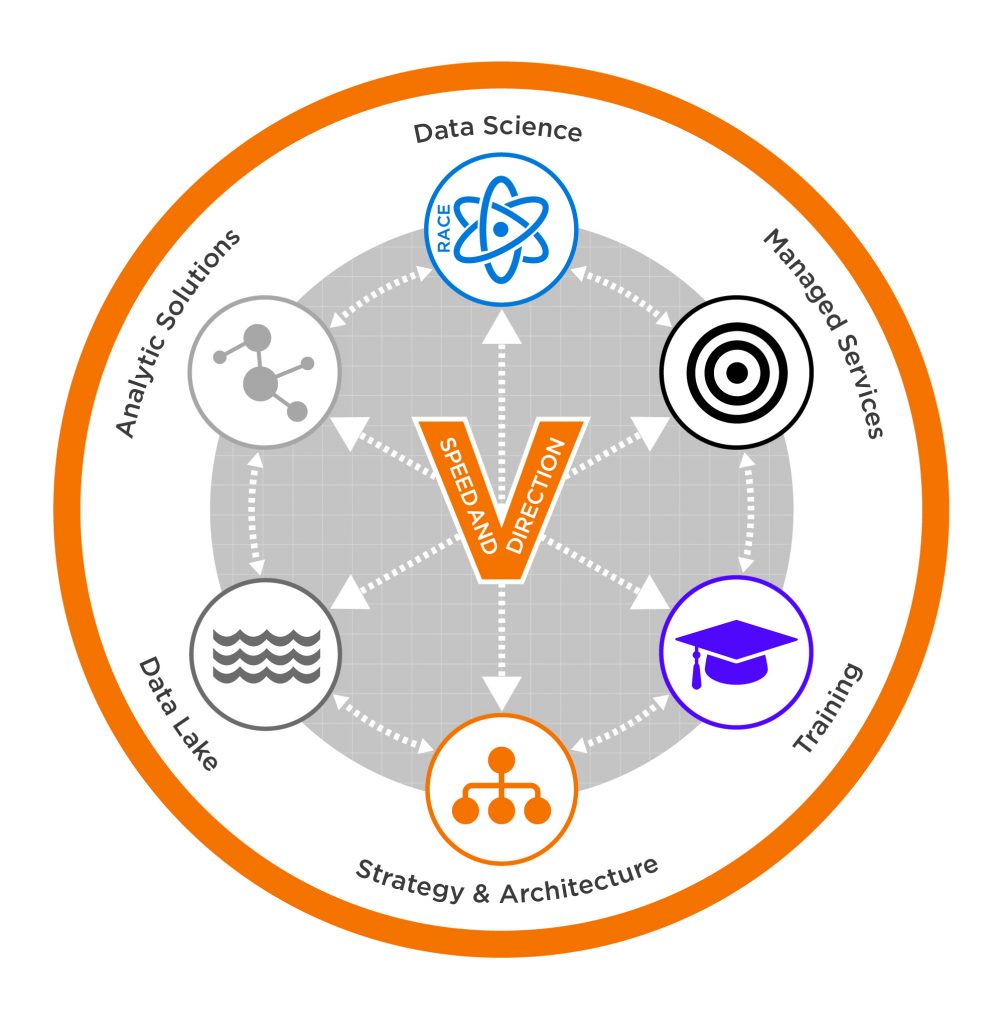 Data Science
RACE
Analytic Solutions
Managed Services
SPEED AND
DIRECTION
Data Lake
Training
Strategy & Architecture